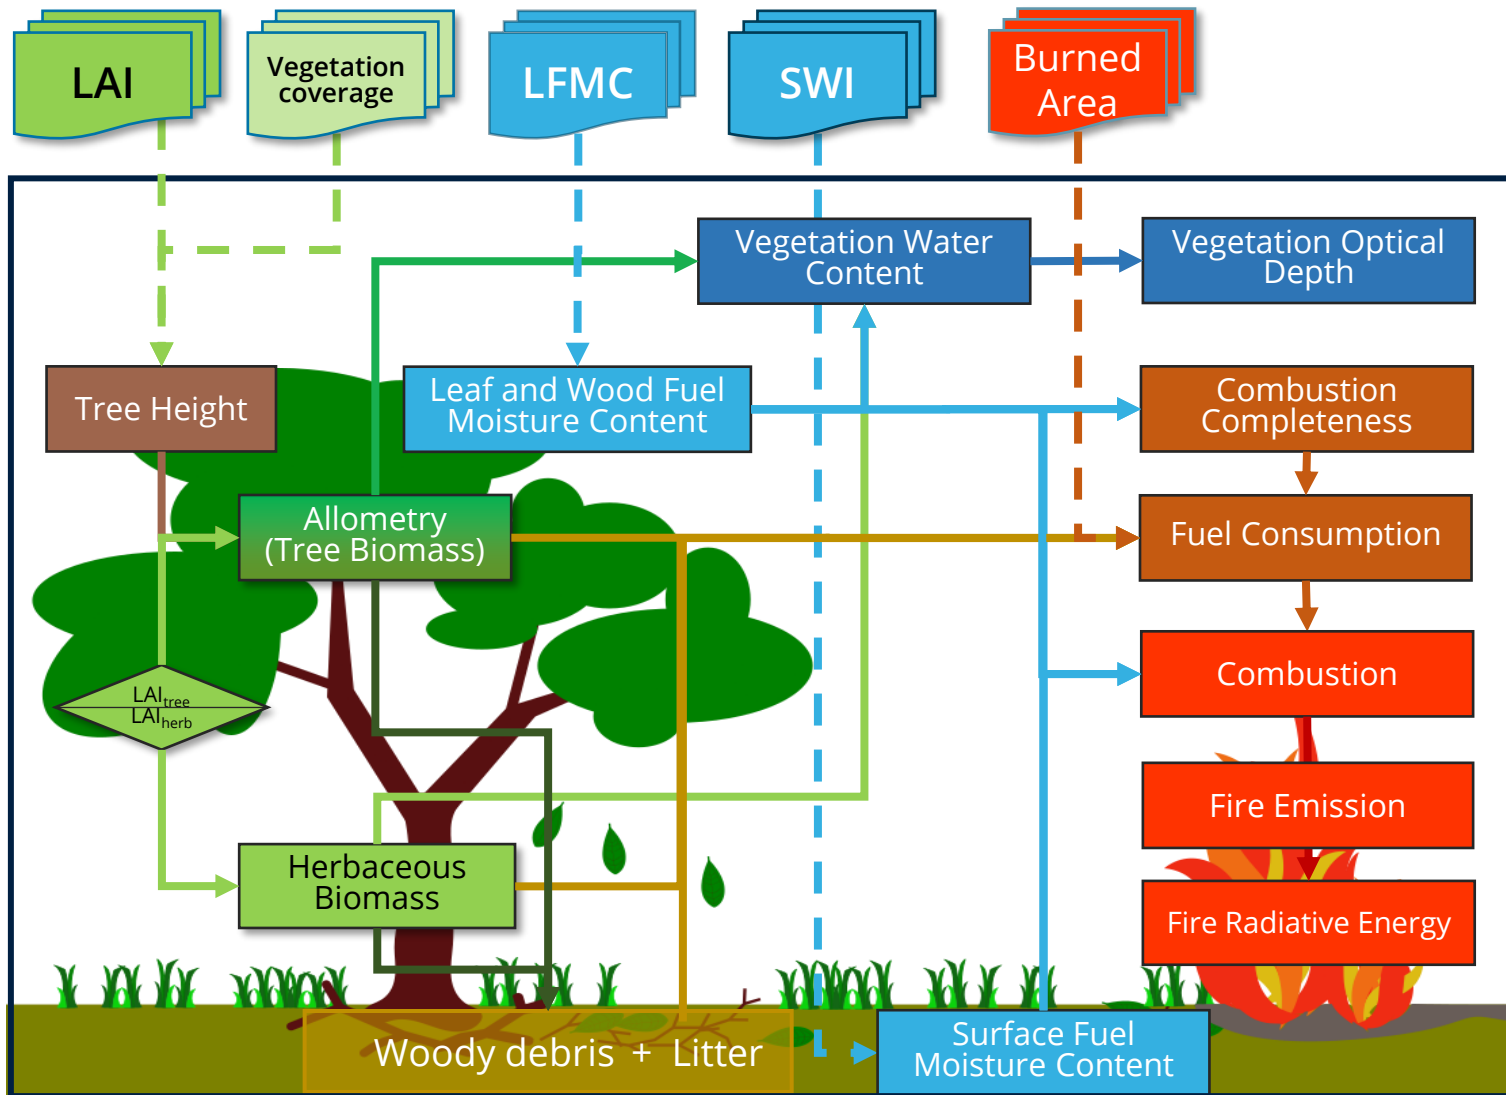 LAI
Vegetation
coverage
LFMC
SWI
Burned
Area
Vegetation Water
Content
Vegetation Optical
Depth
Tree Height
Leaf and Wood Fuel
Moisture Content
Combustion
Completeness
Allometry
(Tree Biomass)
Fuel Consumption
LAItree
LAIherb
Combustion
Fire Emission
Herbaceous
Biomass
Fire Radiative Energy
Woody debris + Litter
Surface Fuel
Moisture Content